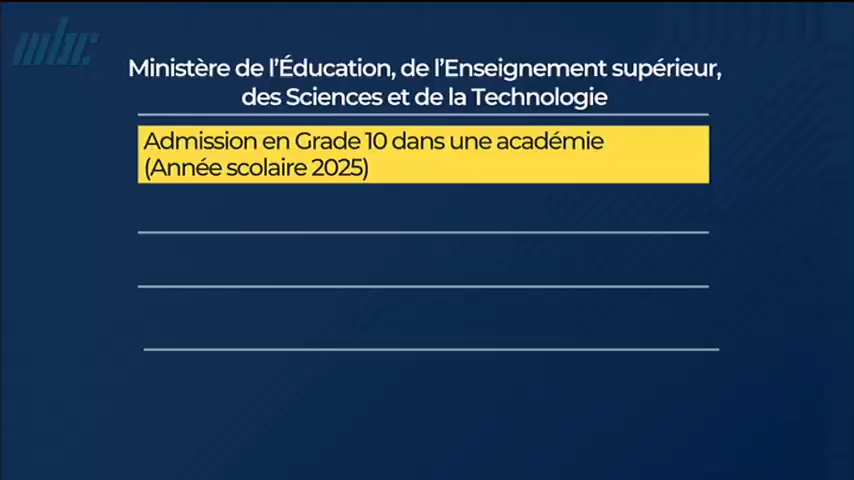 mbc
Ministère de l’Éducation, de l’Enseignement supérieur,
des Sciences et de la Technologie
Admission en Grade 10 dans une académie
(Année scolaire 2025)